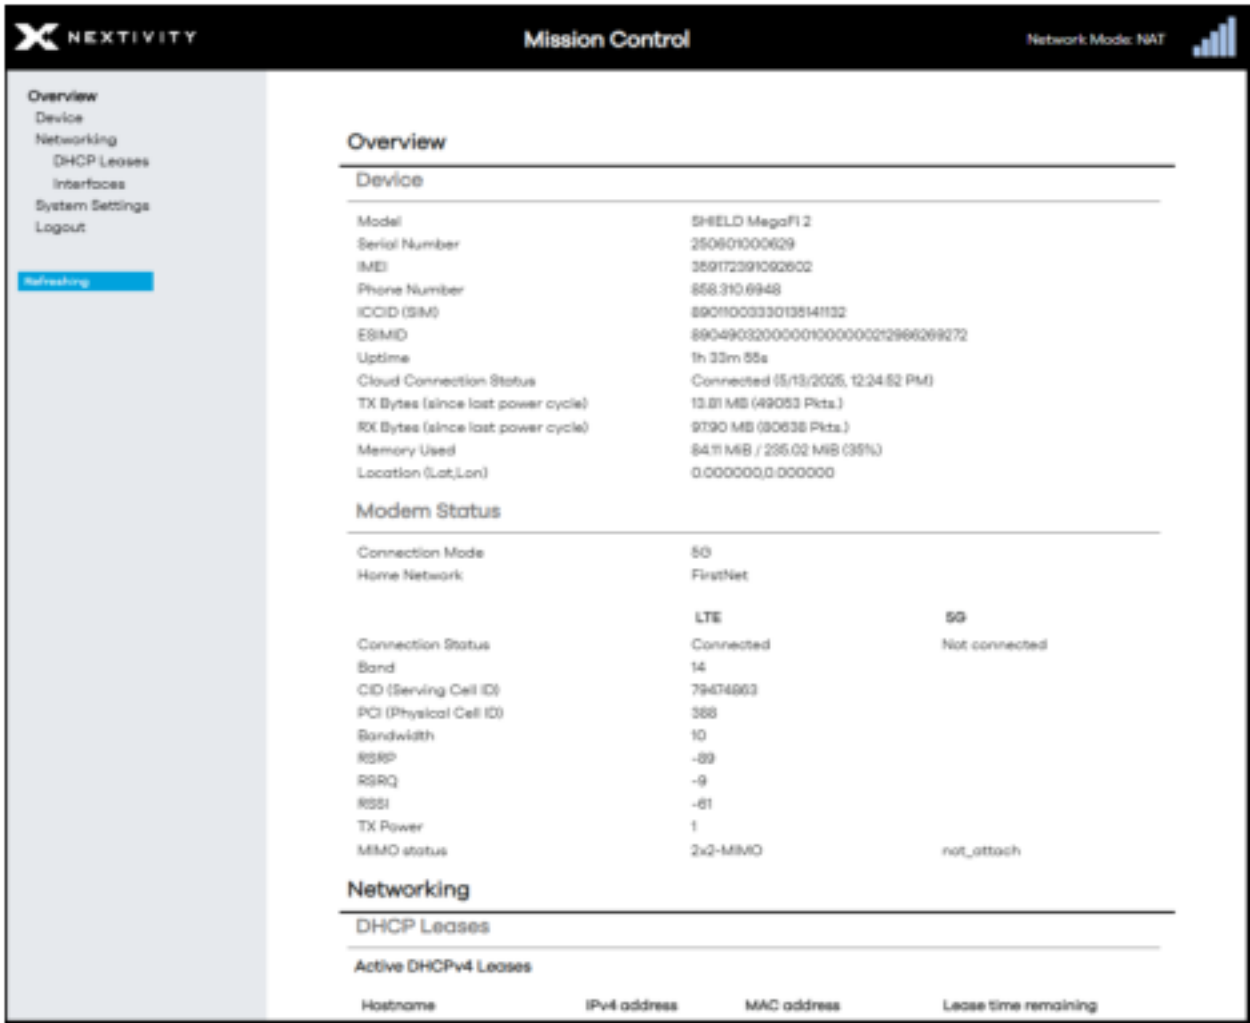 NEXTIVITY
Mission Control
Network Mode: NAT
Overview
Device
Networking
DHCP Leases
Interfaces
System Settings
Logout
Refreshing
Overview
Device
Model SHIELD MegaFi 2
Serial Number 250601000629
IMEI 359172391092602
Phone Number 858.310.6948
ICCID (SIM) 89011003330135141132
ESIMID
Uptime 1h 33m 55s
Cloud Connection Status Connected (5/13/2025, 12:24:52 PM)
TX Bytes (since last power cycle) 13.81 MB (49053 Pkts.)
RX Bytes (since last power cycle) 97.90 MB (80638 Pkts.)
Memory Used 84.11 MiB / 235.02 MiB (35%)
Location (Lat,Lon) 0.000000,0.000000
Modem Status
Connection Mode 5G
Home Network FirstNet
LTE 5G
Connection Status Connected Not connected
Band 14
CID (Serving Cell ID) 79474863
PCI (Physical Cell ID) 388
Bandwidth 10
RSRP -89
RSRQ -9
RSSI -61
TX Power 1
MIMO status 2x2-MIMO not_attach
Networking
DHCP Leases
Active DHCPv4 Leases
Hostname IPv4 address MAC address Lease time remaining